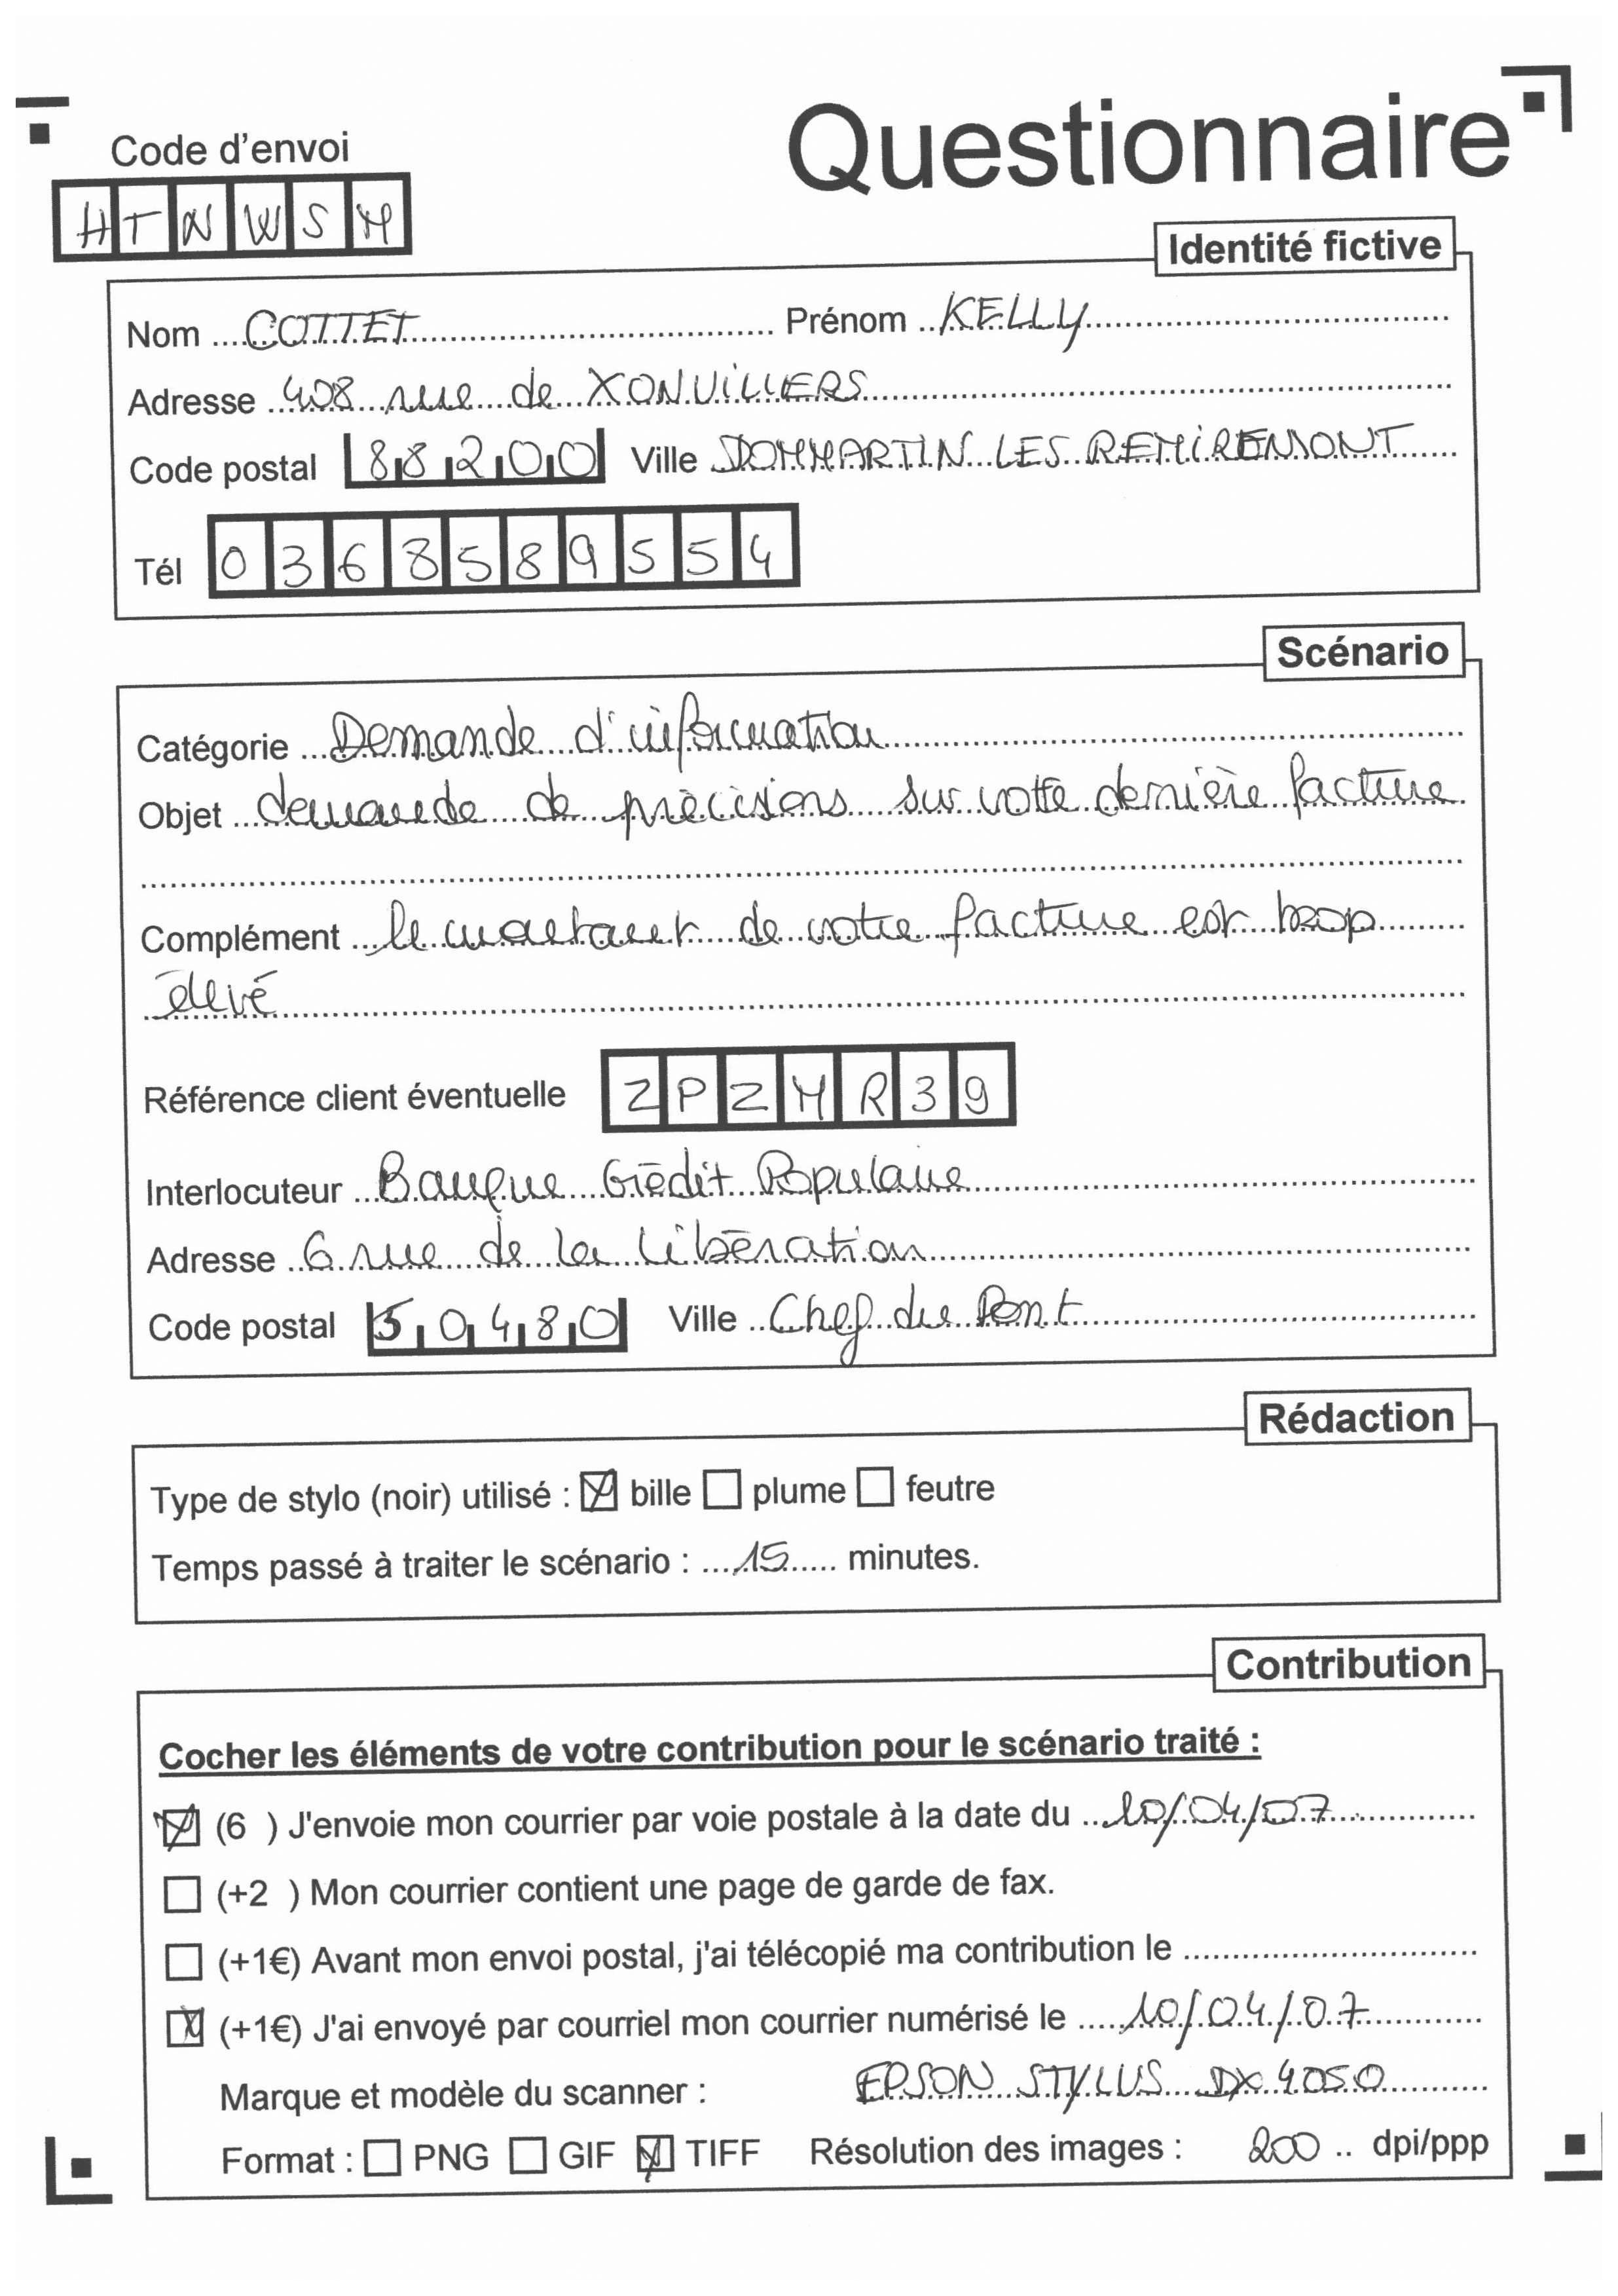 Questionnaire
Code d'envoi
HTNWSM
Identité fictive
Nom COTTET Prénom KELLY
Adresse 408 rue de XONVILLERS
Code postal 88200 Ville DOMMARTIN LES REMIREMONT
Tél 0368589554
Scénario
Catégorie Demande d'information
Objet demande de précisions sur votre dernière facture
Complément le montant de votre facture est trop
élevé
Référence client éventuelle ZPZMR39
Interlocuteur Banque Crédit Populaire
Adresse 6 rue de la libération
Code postal 50480 Ville Chef du Pont
Rédaction
Type de stylo (noir) utilisé : bille plume feutre
Temps passé à traiter le scénario : 15 minutes.
Contribution
Cocher les éléments de votre contribution pour le scénario traité :
(6 ) J'envoie mon courrier par voie postale à la date du 10/04/07
(+2 ) Mon courrier contient une page de garde de fax.
(+1€) Avant mon envoi postal, j'ai télécopié ma contribution le
(+1€) J'ai envoyé par courriel mon courrier numérisé le 10/04/07
Marque et modèle du scanner : EPSON STYLUS DX 4050
Format : PNG GIF TIFF Résolution des images : 200 dpi/ppp